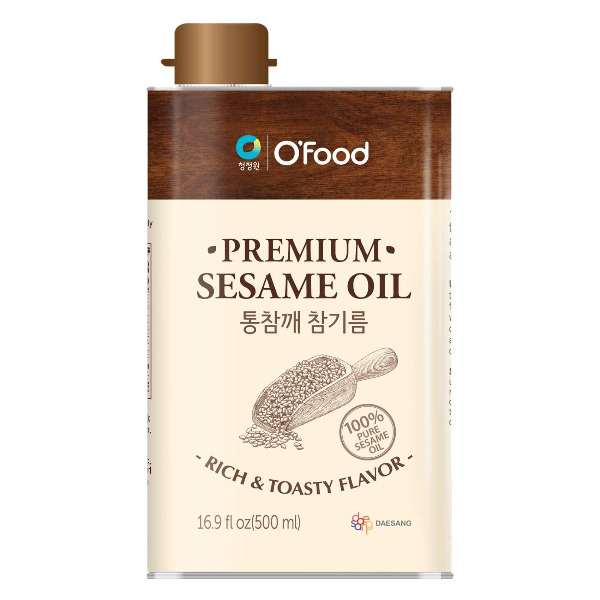 청정원
O'Food
PREMIUM
SESAME OIL
통참깨 참기름
100%
PURE
SESAME
OIL
- RICH & TOASTY FLAVOR -
16.9 fl oz(500 ml)
daesang
DAESANG